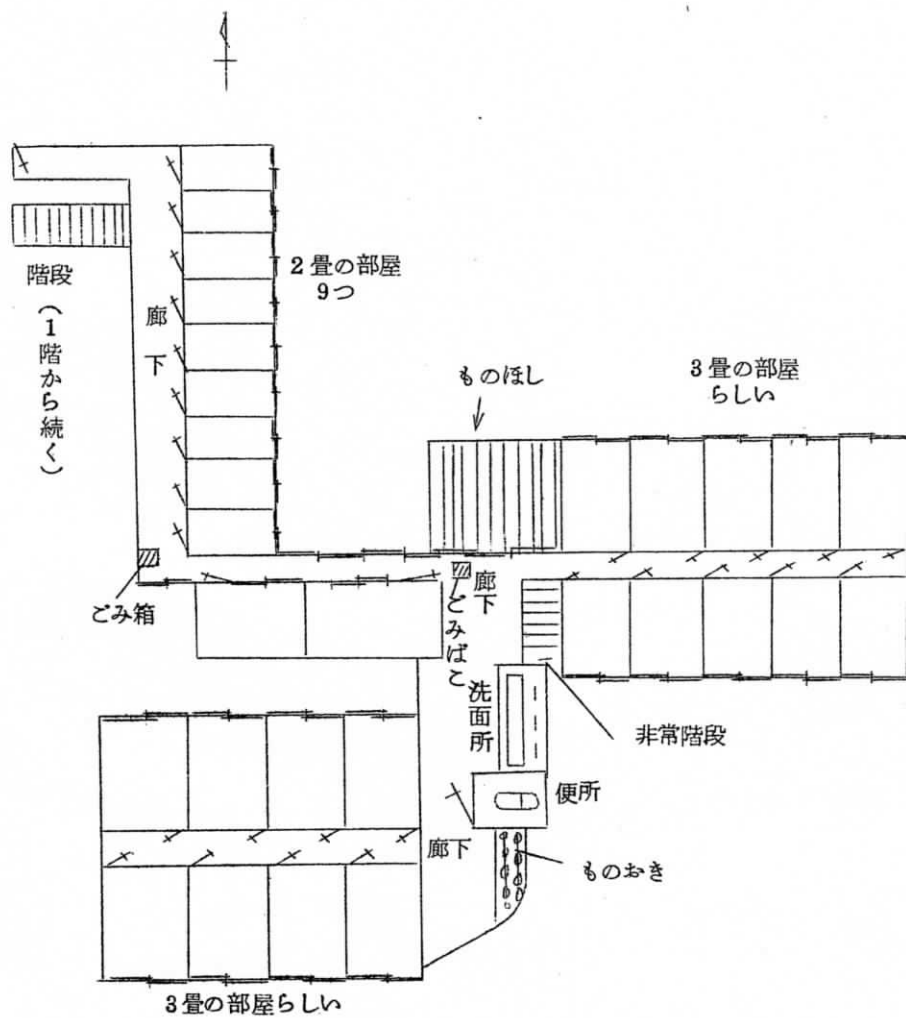 2畳の部屋
9つ
階段
(1階から続く)
廊下
ものほし
3畳の部屋
らしい
ごみ箱
廊下
ごみばこ
洗面所
非常階段
便所
廊下
ものおき
3畳の部屋らしい